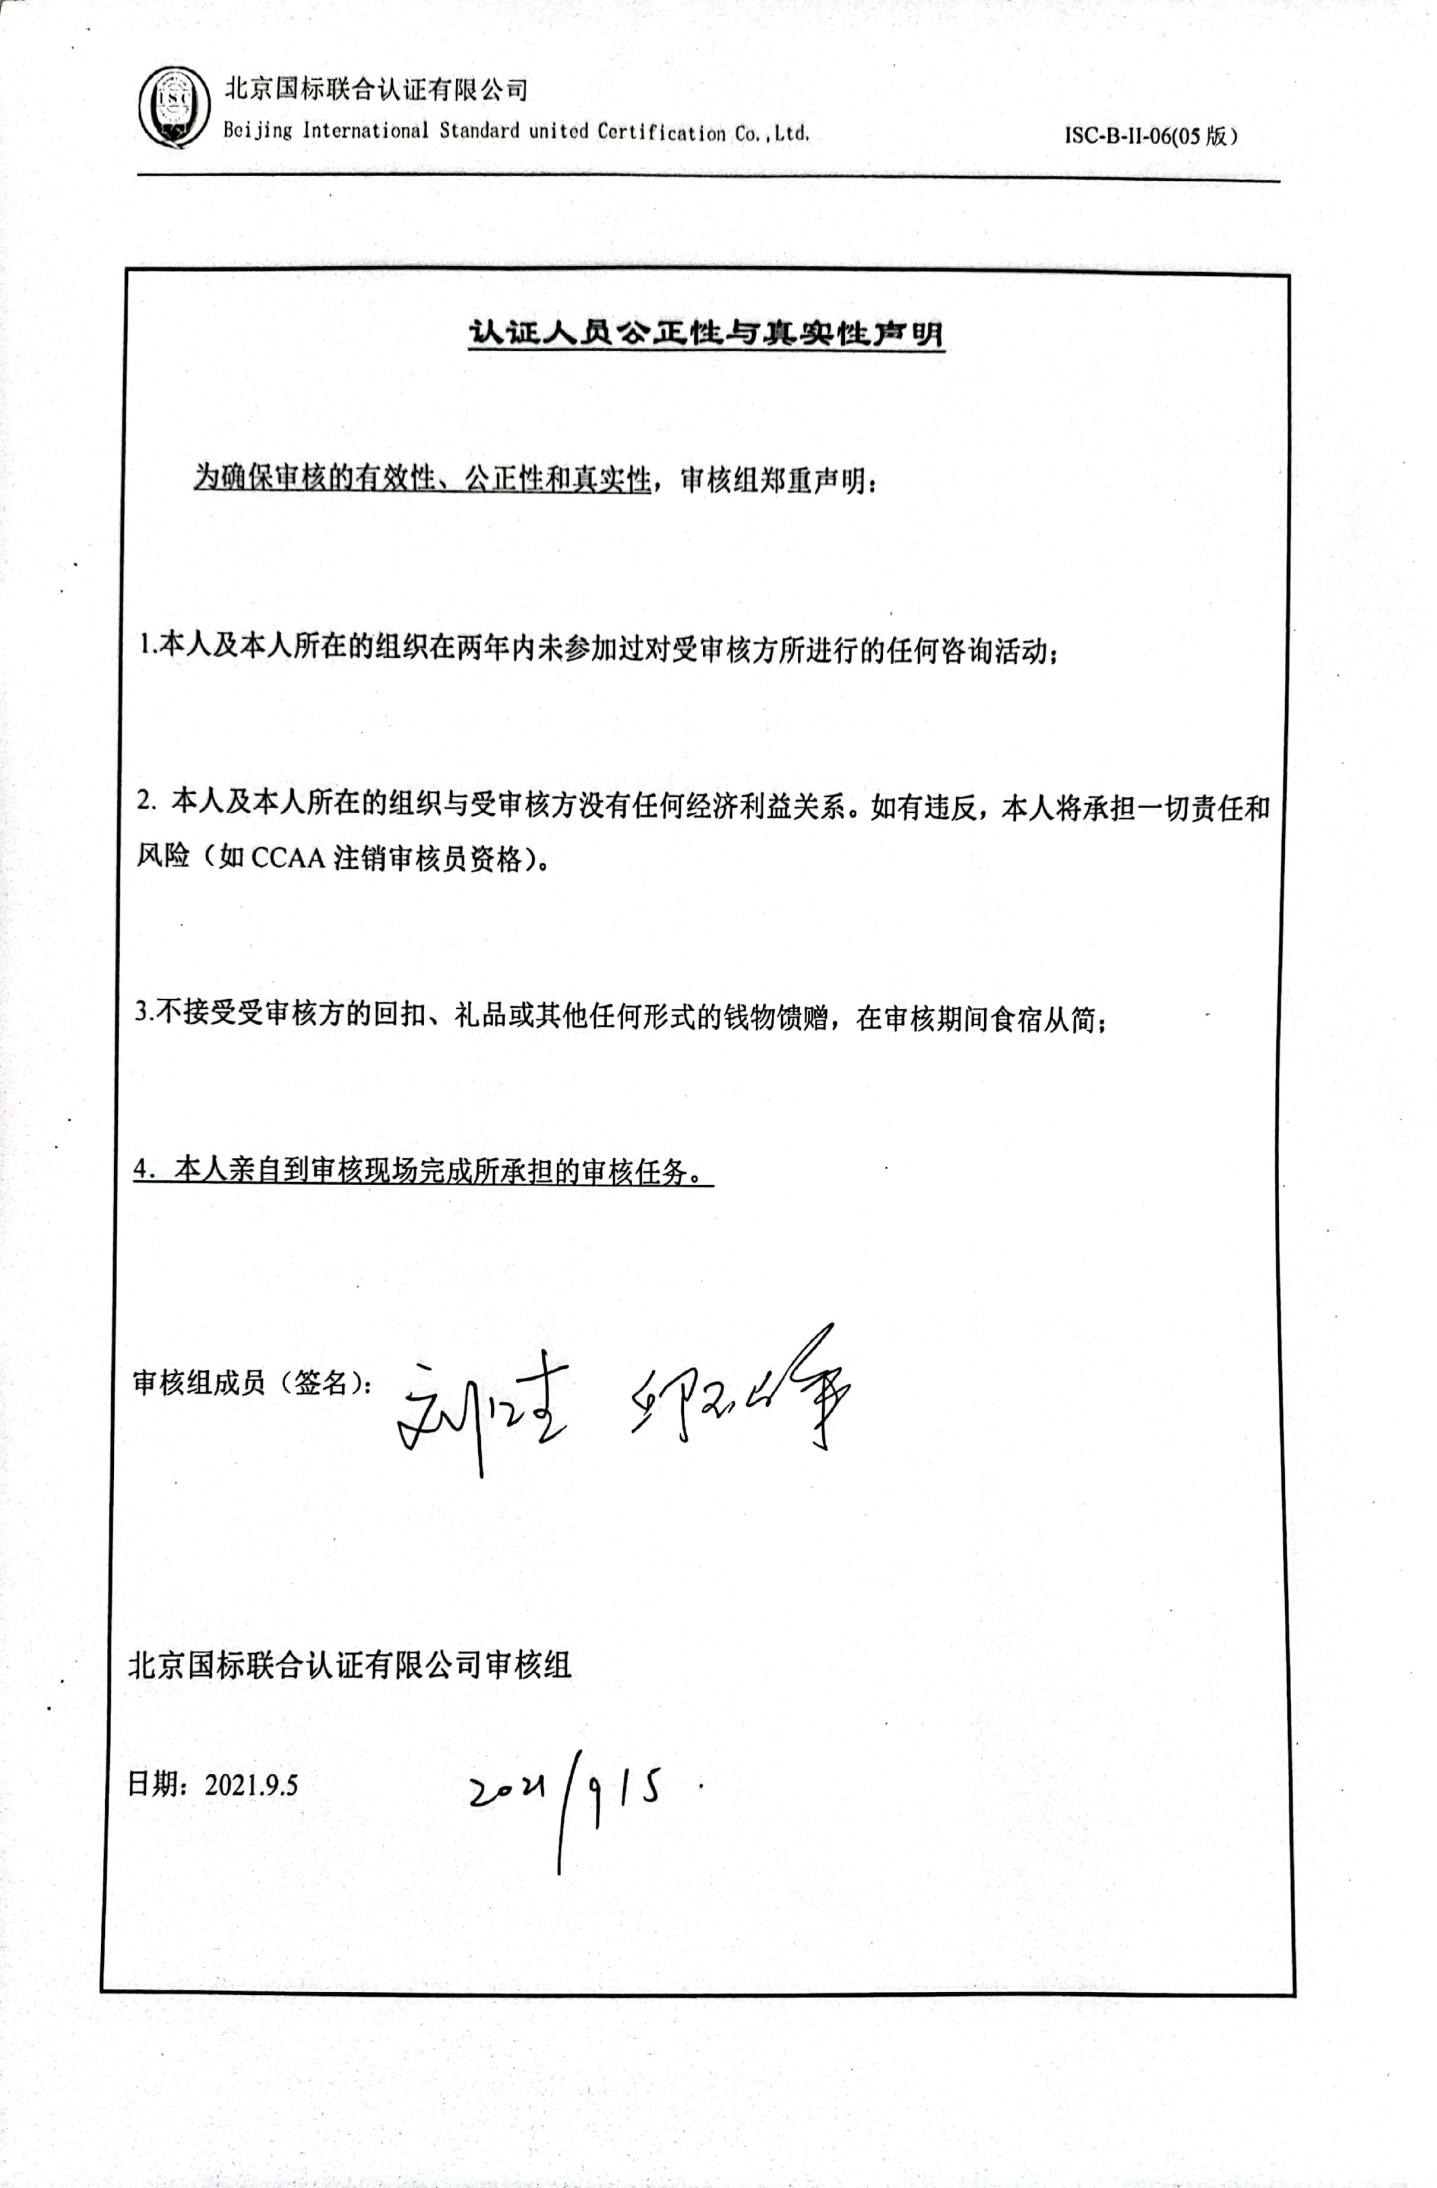 北京国标联合认证有限公司
Beijing International Standard united Certification Co.,Ltd.
ISC-B-II-06(05 版)
认证人员公正性与真实性声明
为确保审核的有效性、公正性和真实性，审核组郑重声明：
1.本人及本人所在的组织在两年内未参加过对受审核方所进行的任何咨询活动；
2. 本人及本人所在的组织与受审核方没有任何经济利益关系。如有违反，本人将承担一切责任和
风险（如 CCAA 注销审核员资格）。
3.不接受受审核方的回扣、礼品或其他任何形式的钱物馈赠，在审核期间食宿从简；
4. 本人亲自到审核现场完成所承担的审核任务。
审核组成员（签名）：
北京国标联合认证有限公司审核组
日期：2021.9.5 2021/9/5